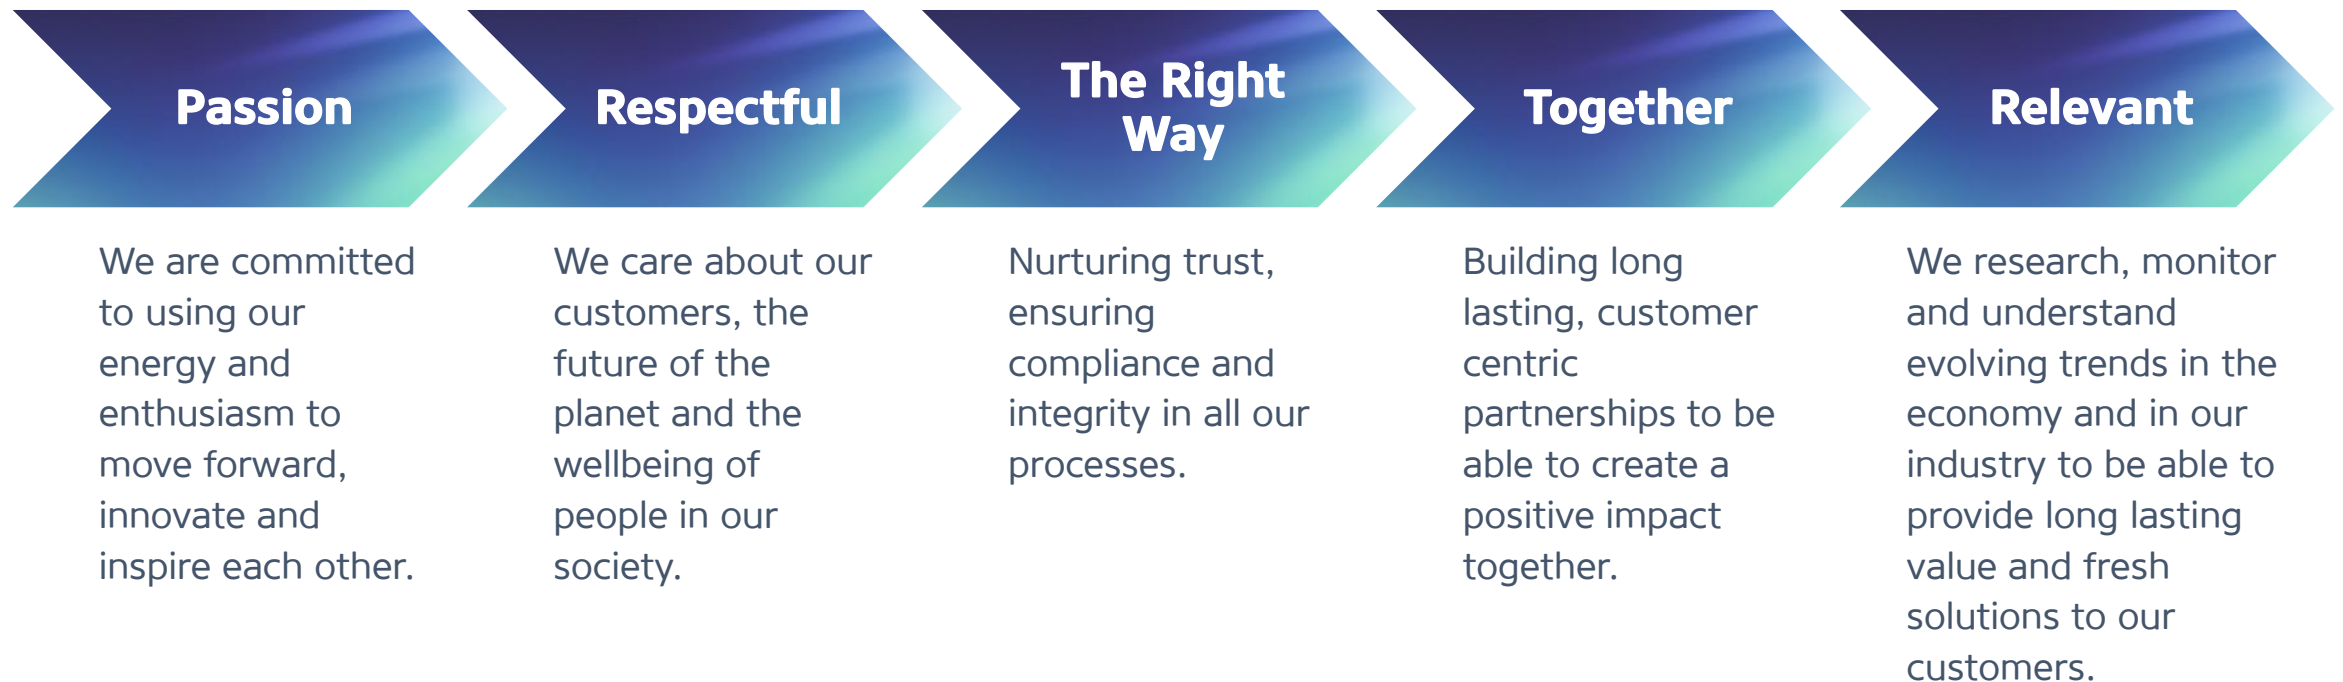 Passion
We are committed
to using our
energy and
enthusiasm to
move forward,
innovate and
inspire each other.
Respectful
We care about our
customers, the
future of the
planet and the
wellbeing of
people in our
society.
The Right
Way
Nurturing trust,
ensuring
compliance and
integrity in all our
processes.
Together
Building long
lasting, customer
centric
partnerships to be
able to create a
positive impact
together.
Relevant
We research, monitor
and understand
evolving trends in the
economy and in our
industry to be able to
provide long lasting
value and fresh
solutions to our
customers.